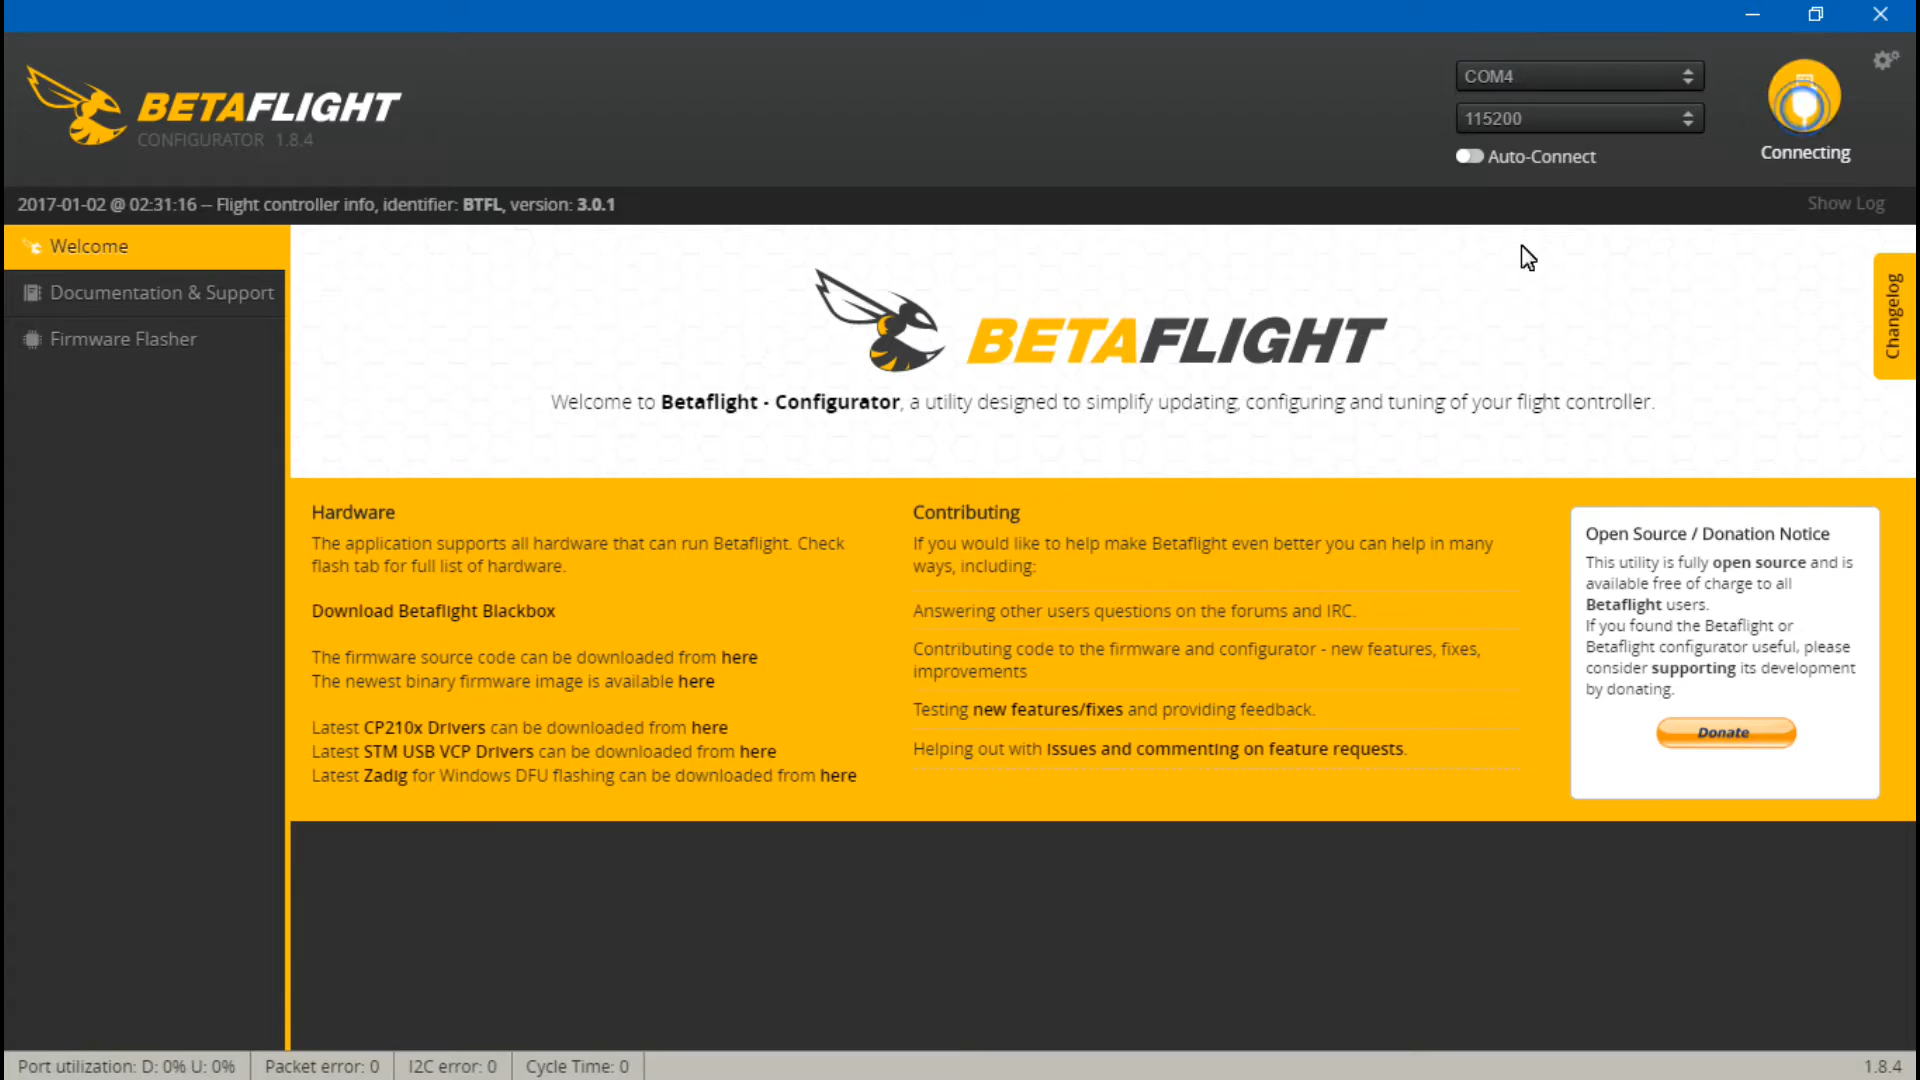 BETAFLIGHT
CONFIGURATOR 1.8.4
COM4
115200
Auto-Connect
Connecting
2017-01-02 @ 02:31:16 -- Flight controller info, identifier: BTFL, version: 3.0.1
Show Log
Welcome
Documentation & Support
Firmware Flasher
BETAFLIGHT
Welcome to Betaflight - Configurator, a utility designed to simplify updating, configuring and tuning of your flight controller.
Changelog
Hardware
The application supports all hardware that can run Betaflight. Check
flash tab for full list of hardware.
Download Betaflight Blackbox
The firmware source code can be downloaded from here
The newest binary firmware image is available here
Latest CP210x Drivers can be downloaded from here
Latest STM USB VCP Drivers can be downloaded from here
Latest Zadig for Windows DFU flashing can be downloaded from here
Contributing
If you would like to help make Betaflight even better you can help in many
ways, including:
Answering other users questions on the forums and IRC.
Contributing code to the firmware and configurator - new features, fixes,
improvements
Testing new features/fixes and providing feedback.
Helping out with issues and commenting on feature requests.
Open Source / Donation Notice
This utility is fully open source and is
available free of charge to all
Betaflight users.
If you found the Betaflight or
Betaflight configurator useful, please
consider supporting its development
by donating.
Donate
Port utilization: D: 0% U: 0%
Packet error: 0
I2C error: 0
Cycle Time: 0
1.8.4